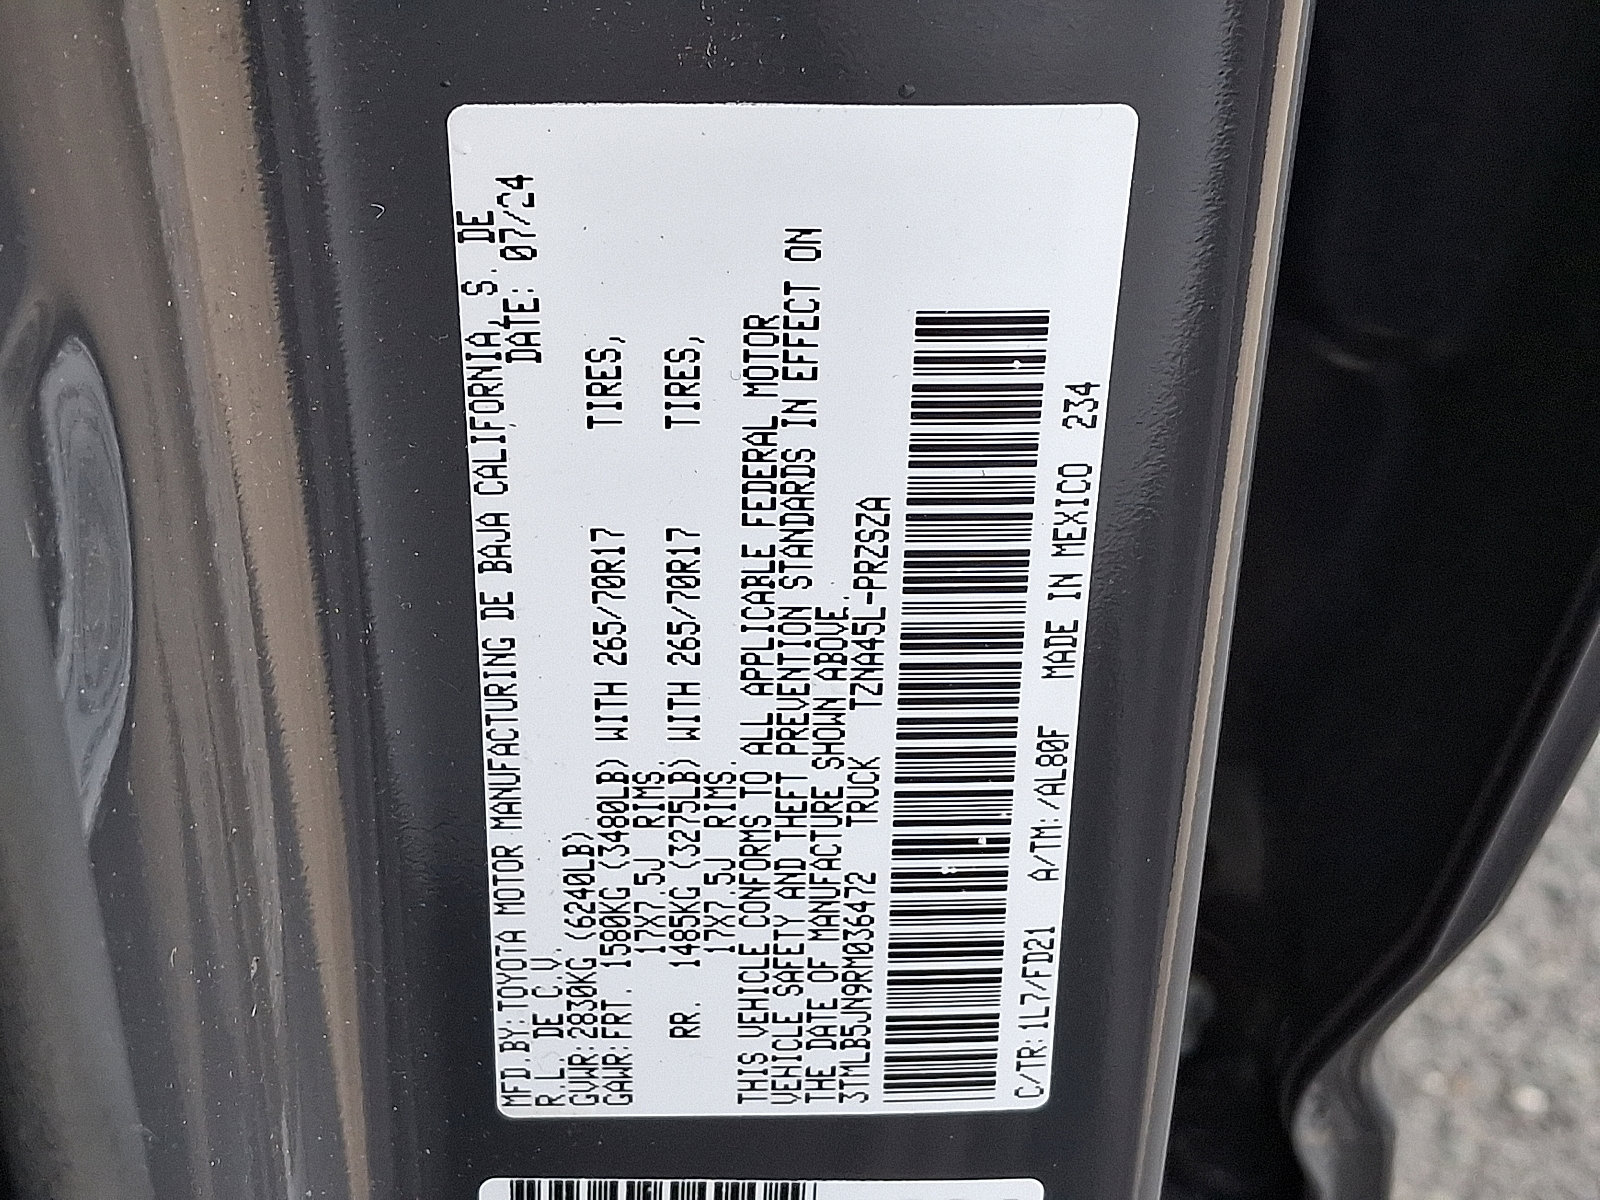 MFD.BY:TOYOTA MOTOR MANUFACTURING DE BAJA CALIFORNIA, S. DE
R.L. DE C.V. DATE: 07/24
GVWR:2830KG (6240LB)
GAWR:FRT. 1580KG (3480LB) WITH 265/70R17 TIRES,
17X7.5J RIMS,
RR. 1485KG (3275LB) WITH 265/70R17 TIRES,
17X7.5J RIMS.
THIS VEHICLE CONFORMS TO ALL APPLICABLE FEDERAL MOTOR
VEHICLE SAFETY AND THEFT PREVENTION STANDARDS IN EFFECT ON
THE DATE OF MANUFACTURE SHOWN ABOVE.
3TMLB5JN9RM036472 TRUCK TZNA45L-PRZSZA
C/TR:1L7/FD21 A/TM:/AL80F MADE IN MEXICO 234